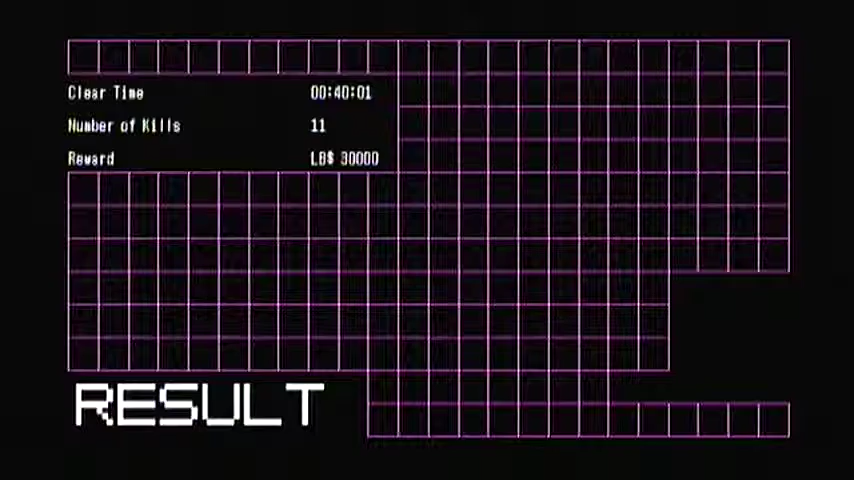 Clear Time 00:40:01
Number of Kills 11
Reward LB$ 30000
RESULT